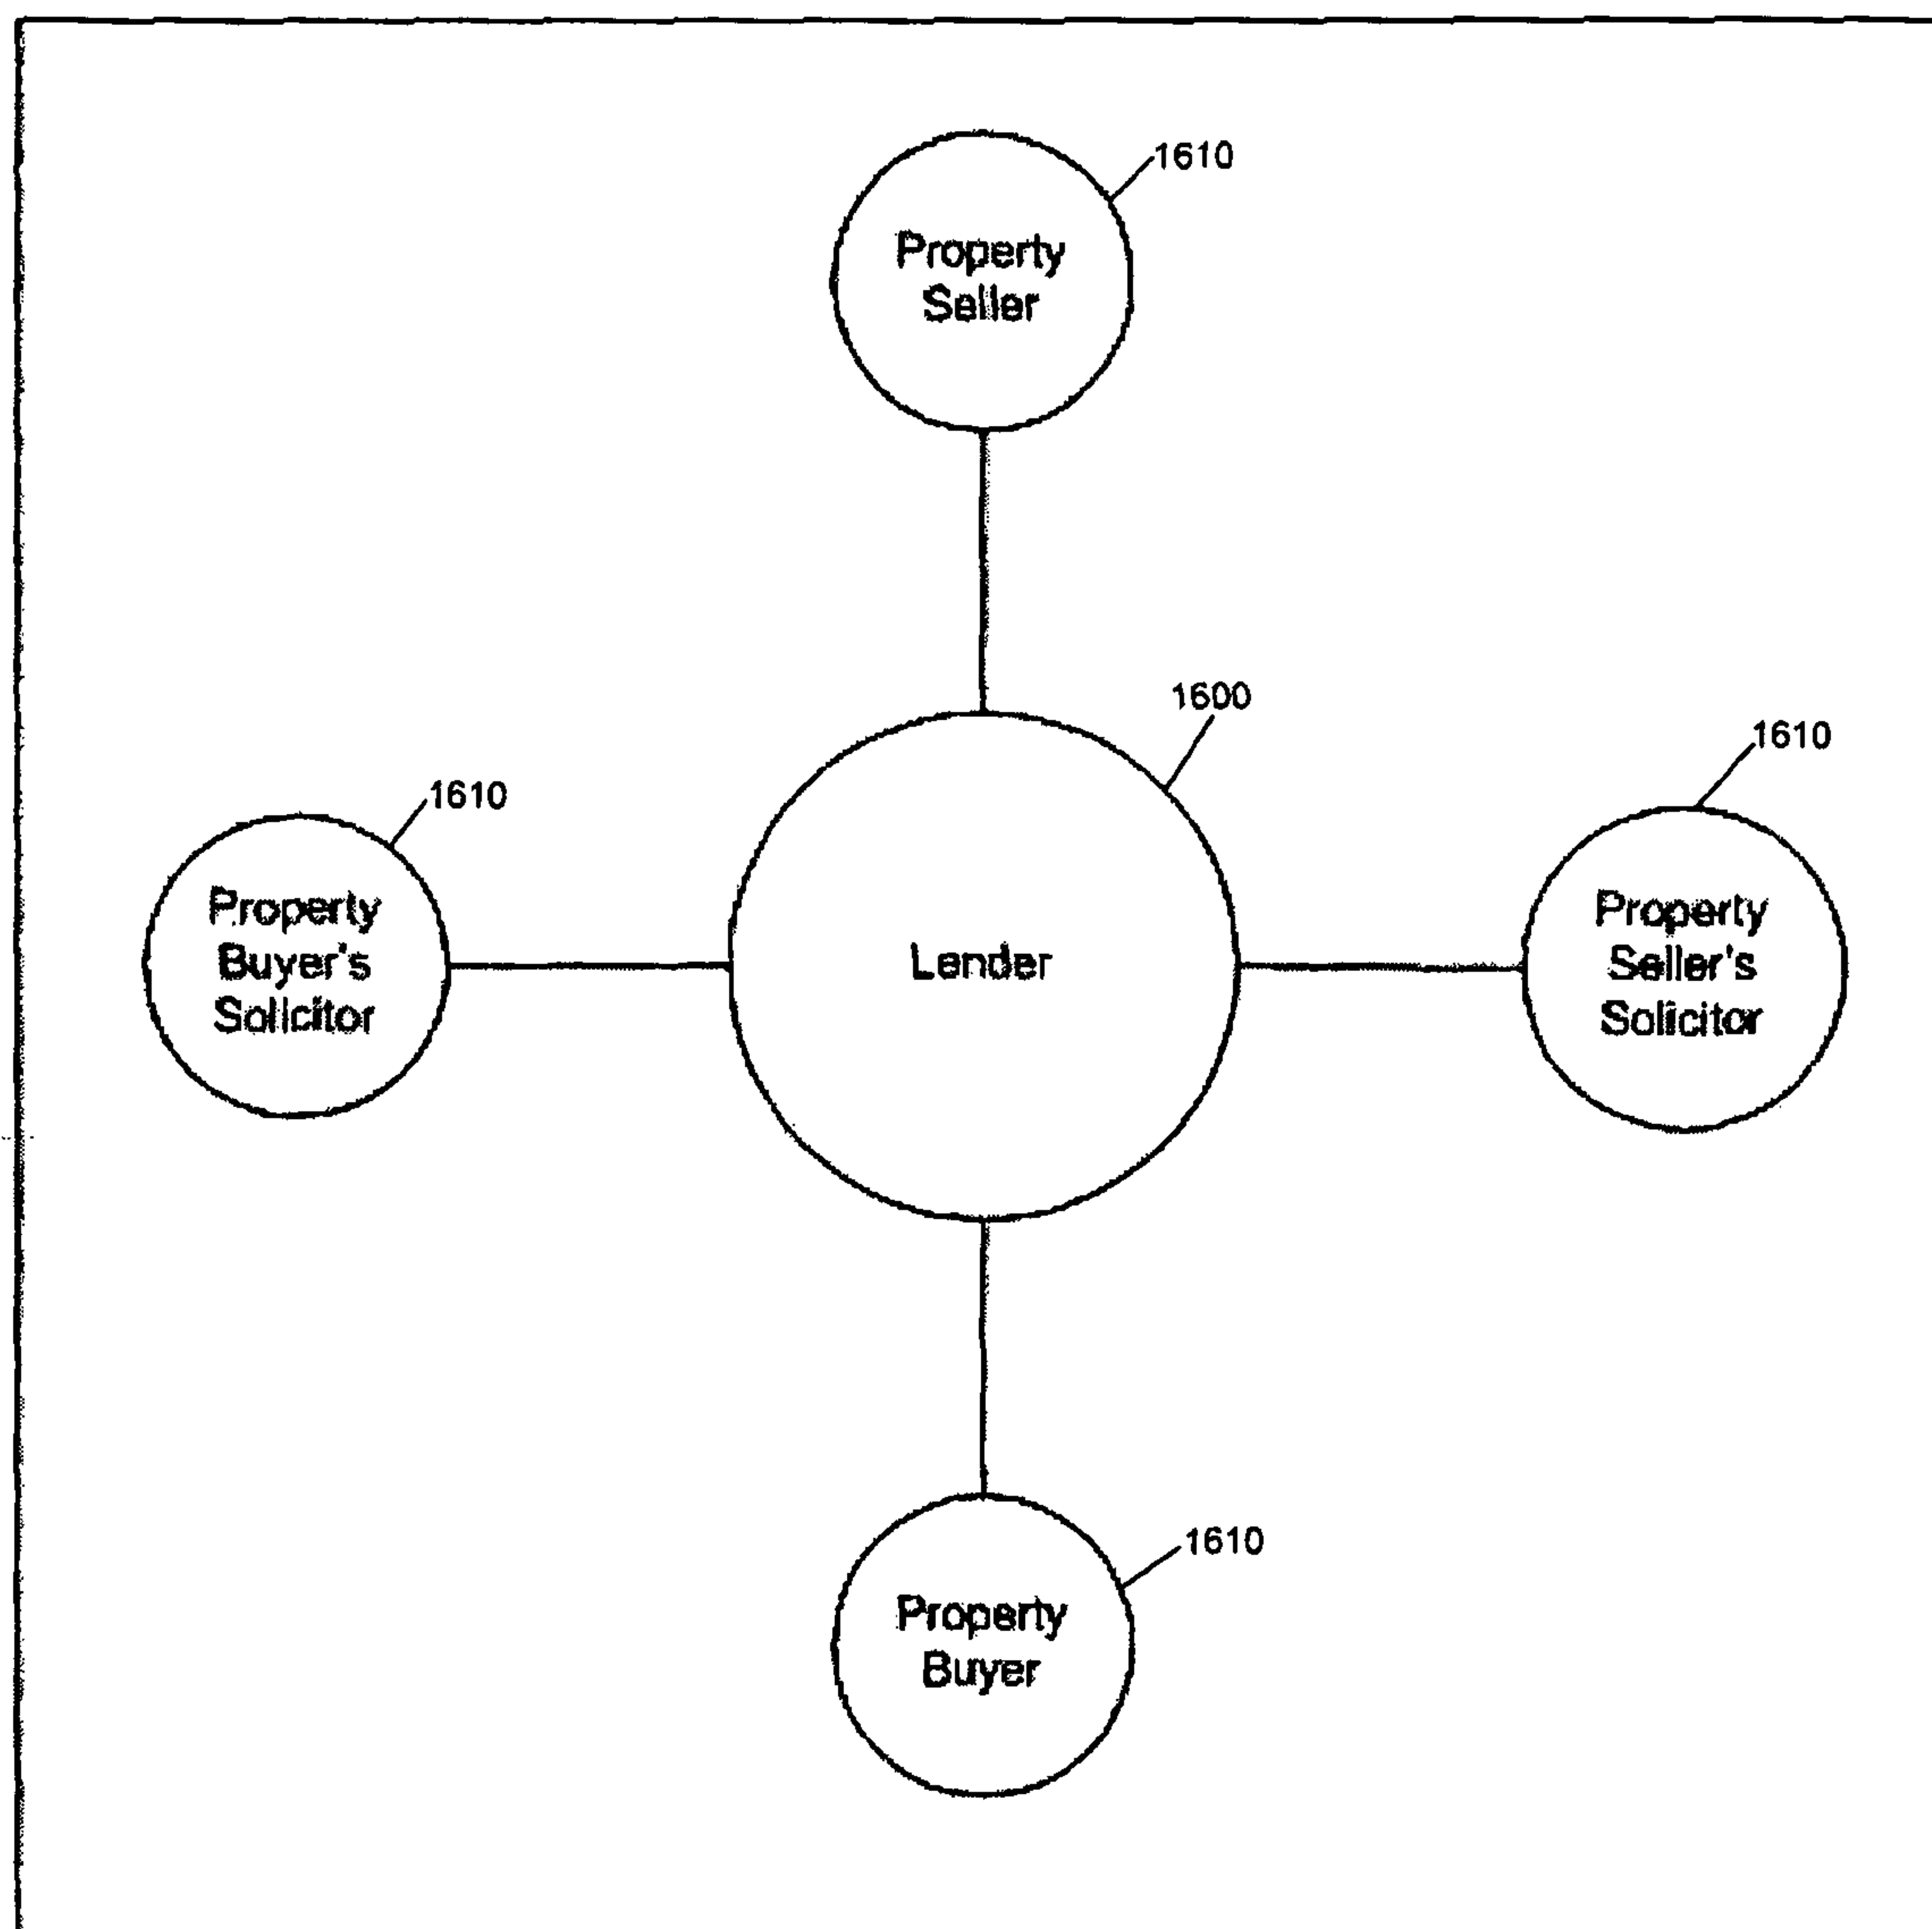 1610
Property
Seller
1600
1610
1610
Property
Buyer's
Solicitor
Lender
Property
Seller's
Solicitor
1610
Property
Buyer